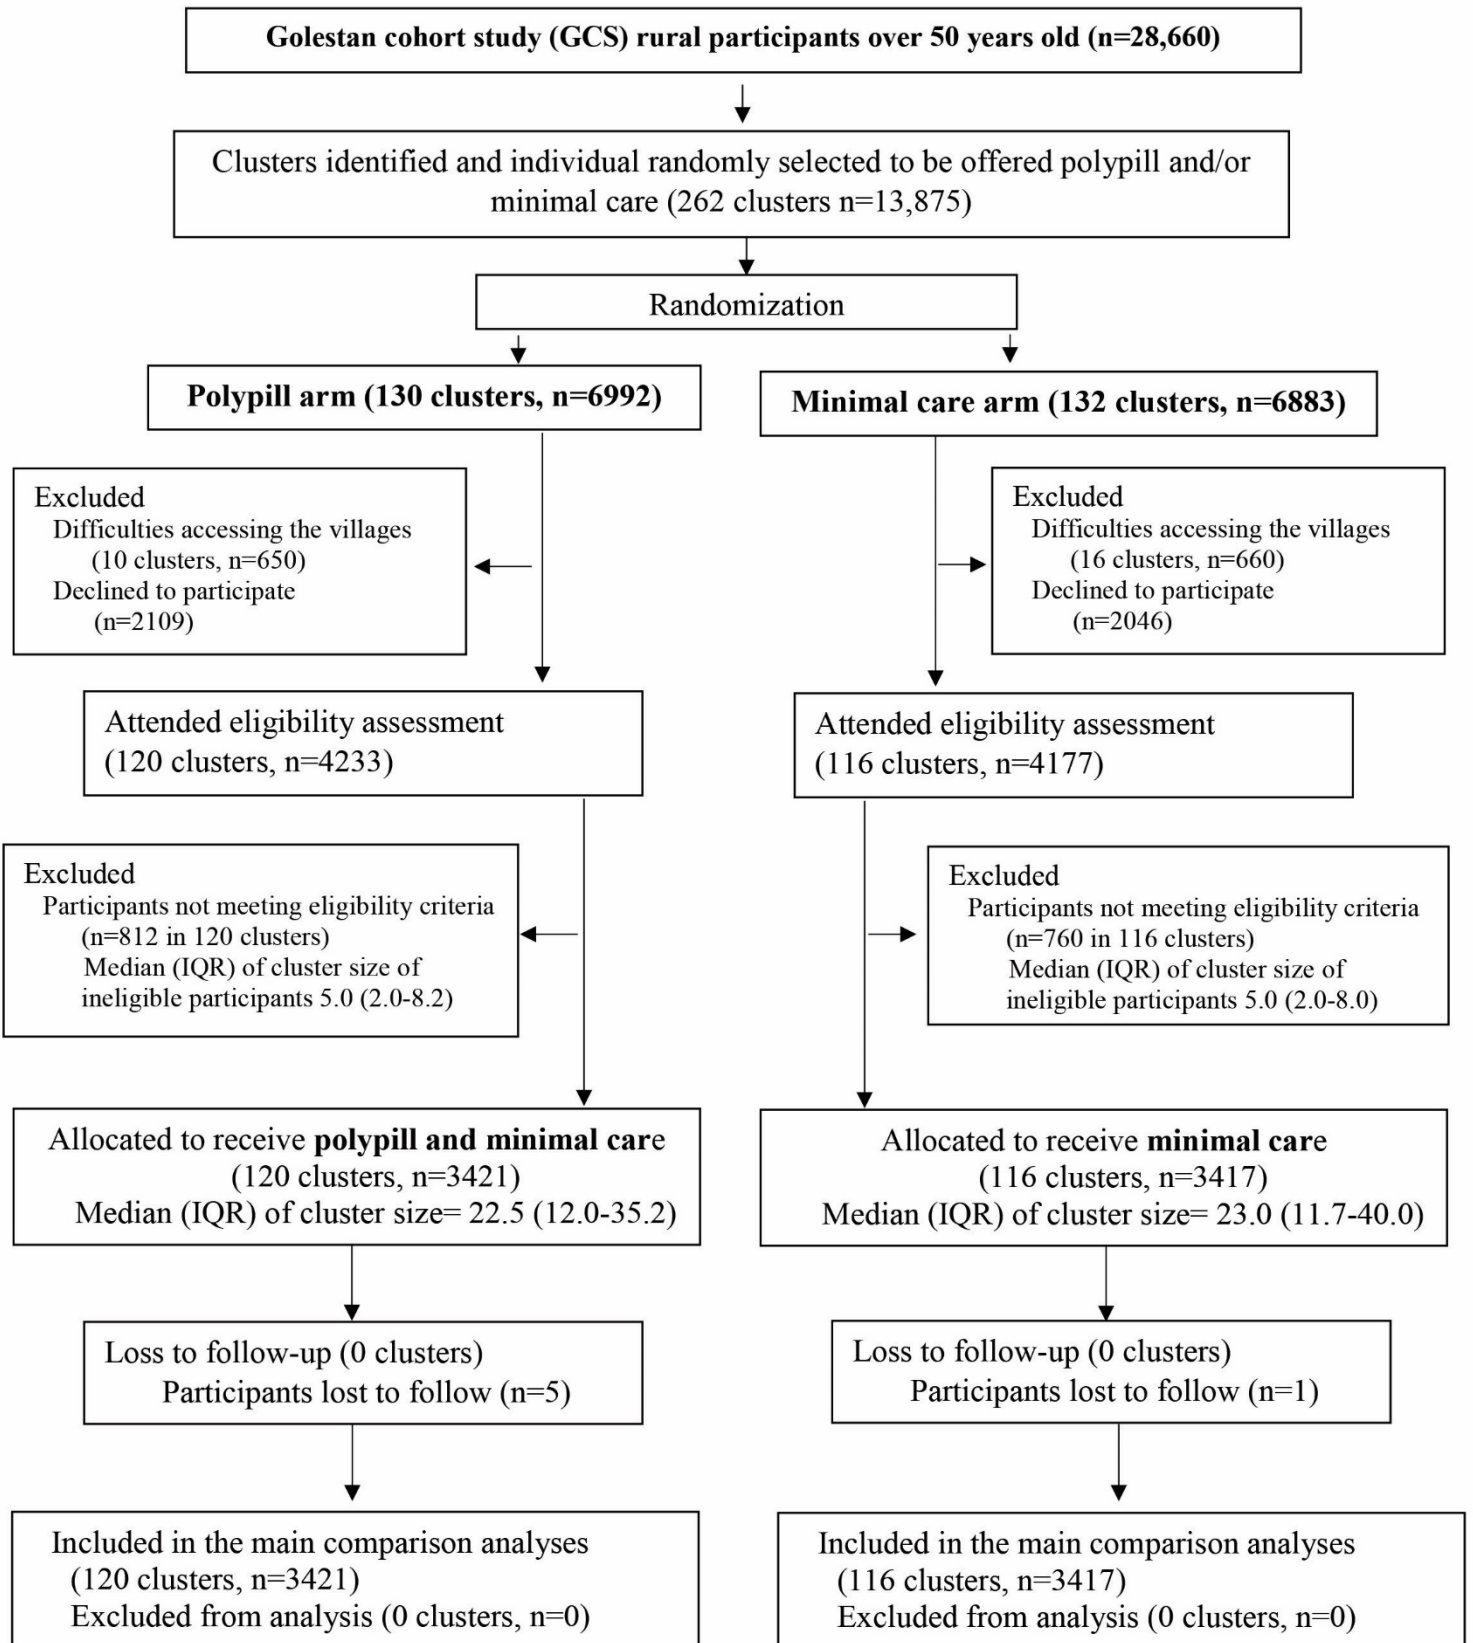 Golestan cohort study (GCS) rural participants over 50 years old (n=28,660)
Clusters identified and individual randomly selected to be offered polypill and/or
minimal care (262 clusters n=13,875)
Randomization
Polypill arm (130 clusters, n=6992)
Minimal care arm (132 clusters, n=6883)
Excluded
Difficulties accessing the villages
(10 clusters, n=650)
Declined to participate
(n=2109)
Excluded
Difficulties accessing the villages
(16 clusters, n=660)
Declined to participate
(n=2046)
Attended eligibility assessment
(120 clusters, n=4233)
Attended eligibility assessment
(116 clusters, n=4177)
Excluded
Participants not meeting eligibility criteria
(n=812 in 120 clusters)
Median (IQR) of cluster size of
ineligible participants 5.0 (2.0-8.2)
Excluded
Participants not meeting eligibility criteria
(n=760 in 116 clusters)
Median (IQR) of cluster size of
ineligible participants 5.0 (2.0-8.0)
Allocated to receive polypill and minimal care
(120 clusters, n=3421)
Median (IQR) of cluster size= 22.5 (12.0-35.2)
Allocated to receive minimal care
(116 clusters, n=3417)
Median (IQR) of cluster size= 23.0 (11.7-40.0)
Loss to follow-up (0 clusters)
Participants lost to follow (n=5)
Loss to follow-up (0 clusters)
Participants lost to follow (n=1)
Included in the main comparison analyses
(120 clusters, n=3421)
Excluded from analysis (0 clusters, n=0)
Included in the main comparison analyses
(116 clusters, n=3417)
Excluded from analysis (0 clusters, n=0)